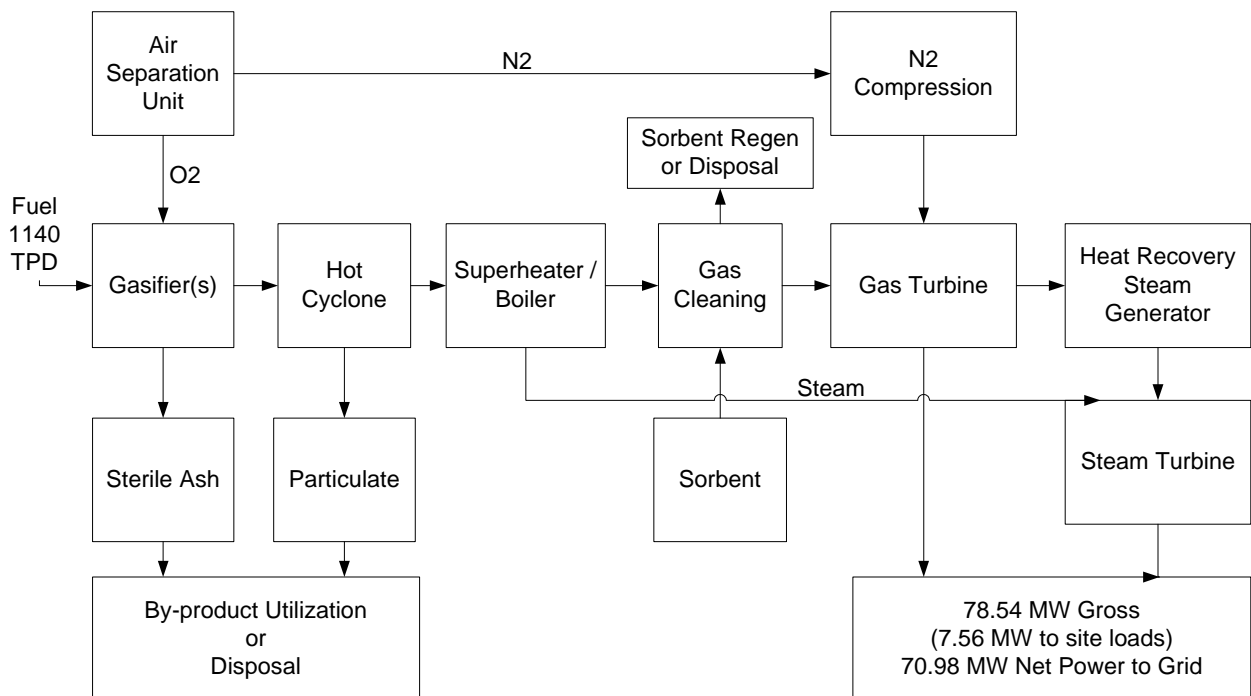 Air
Separation
Unit
N2
N2
Compression
Sorbent Regen
or Disposal
O2
Fuel
1140
TPD
Gasifier(s)
Hot
Cyclone
Superheater /
Boiler
Gas
Cleaning
Gas Turbine
Heat Recovery
Steam
Generator
Steam
Sterile Ash
Particulate
Sorbent
Steam Turbine
By-product Utilization
or
Disposal
78.54 MW Gross
(7.56 MW to site loads)
70.98 MW Net Power to Grid